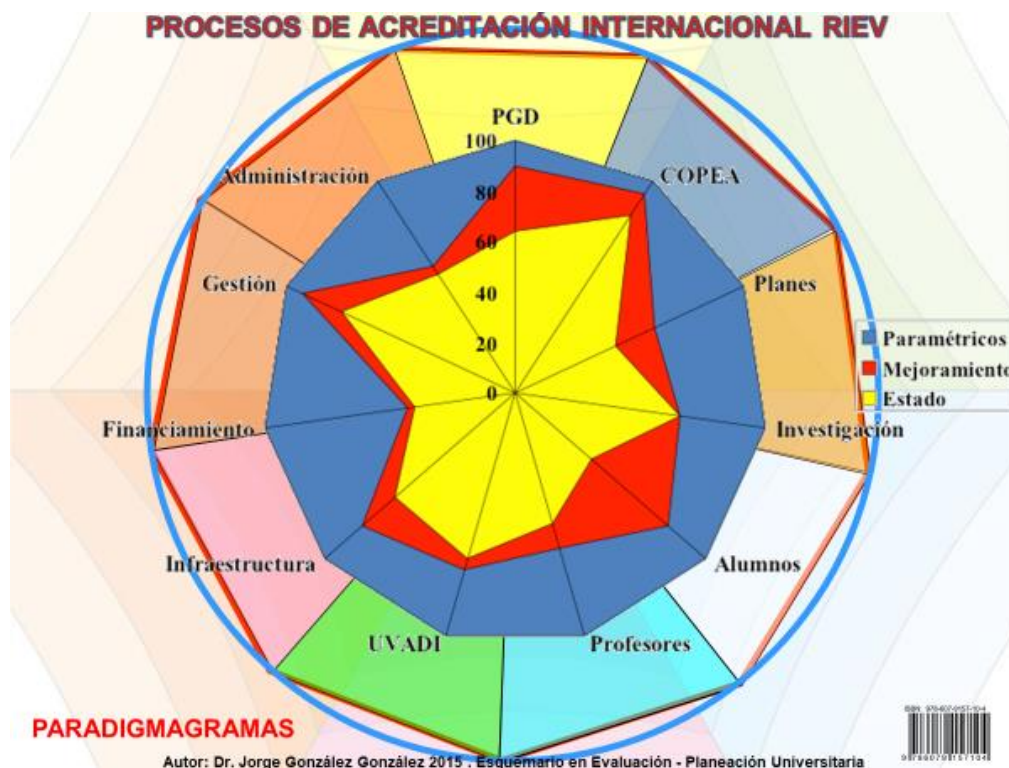 PROCESOS DE ACREDITACIÓN INTERNACIONAL RIEV
PGD
100
Administración
COPEA
80
60
Gestión
Planes
40
Paramétricos
20
Mejoramiento
0
Estado
Financiamiento
Investigación
Infraestructura
Alumnos
UVADI
Profesores
PARADIGMAGRAMAS
Autor: Dr. Jorge González González 2015 . Esquemario en Evaluación - Planeación Universitaria